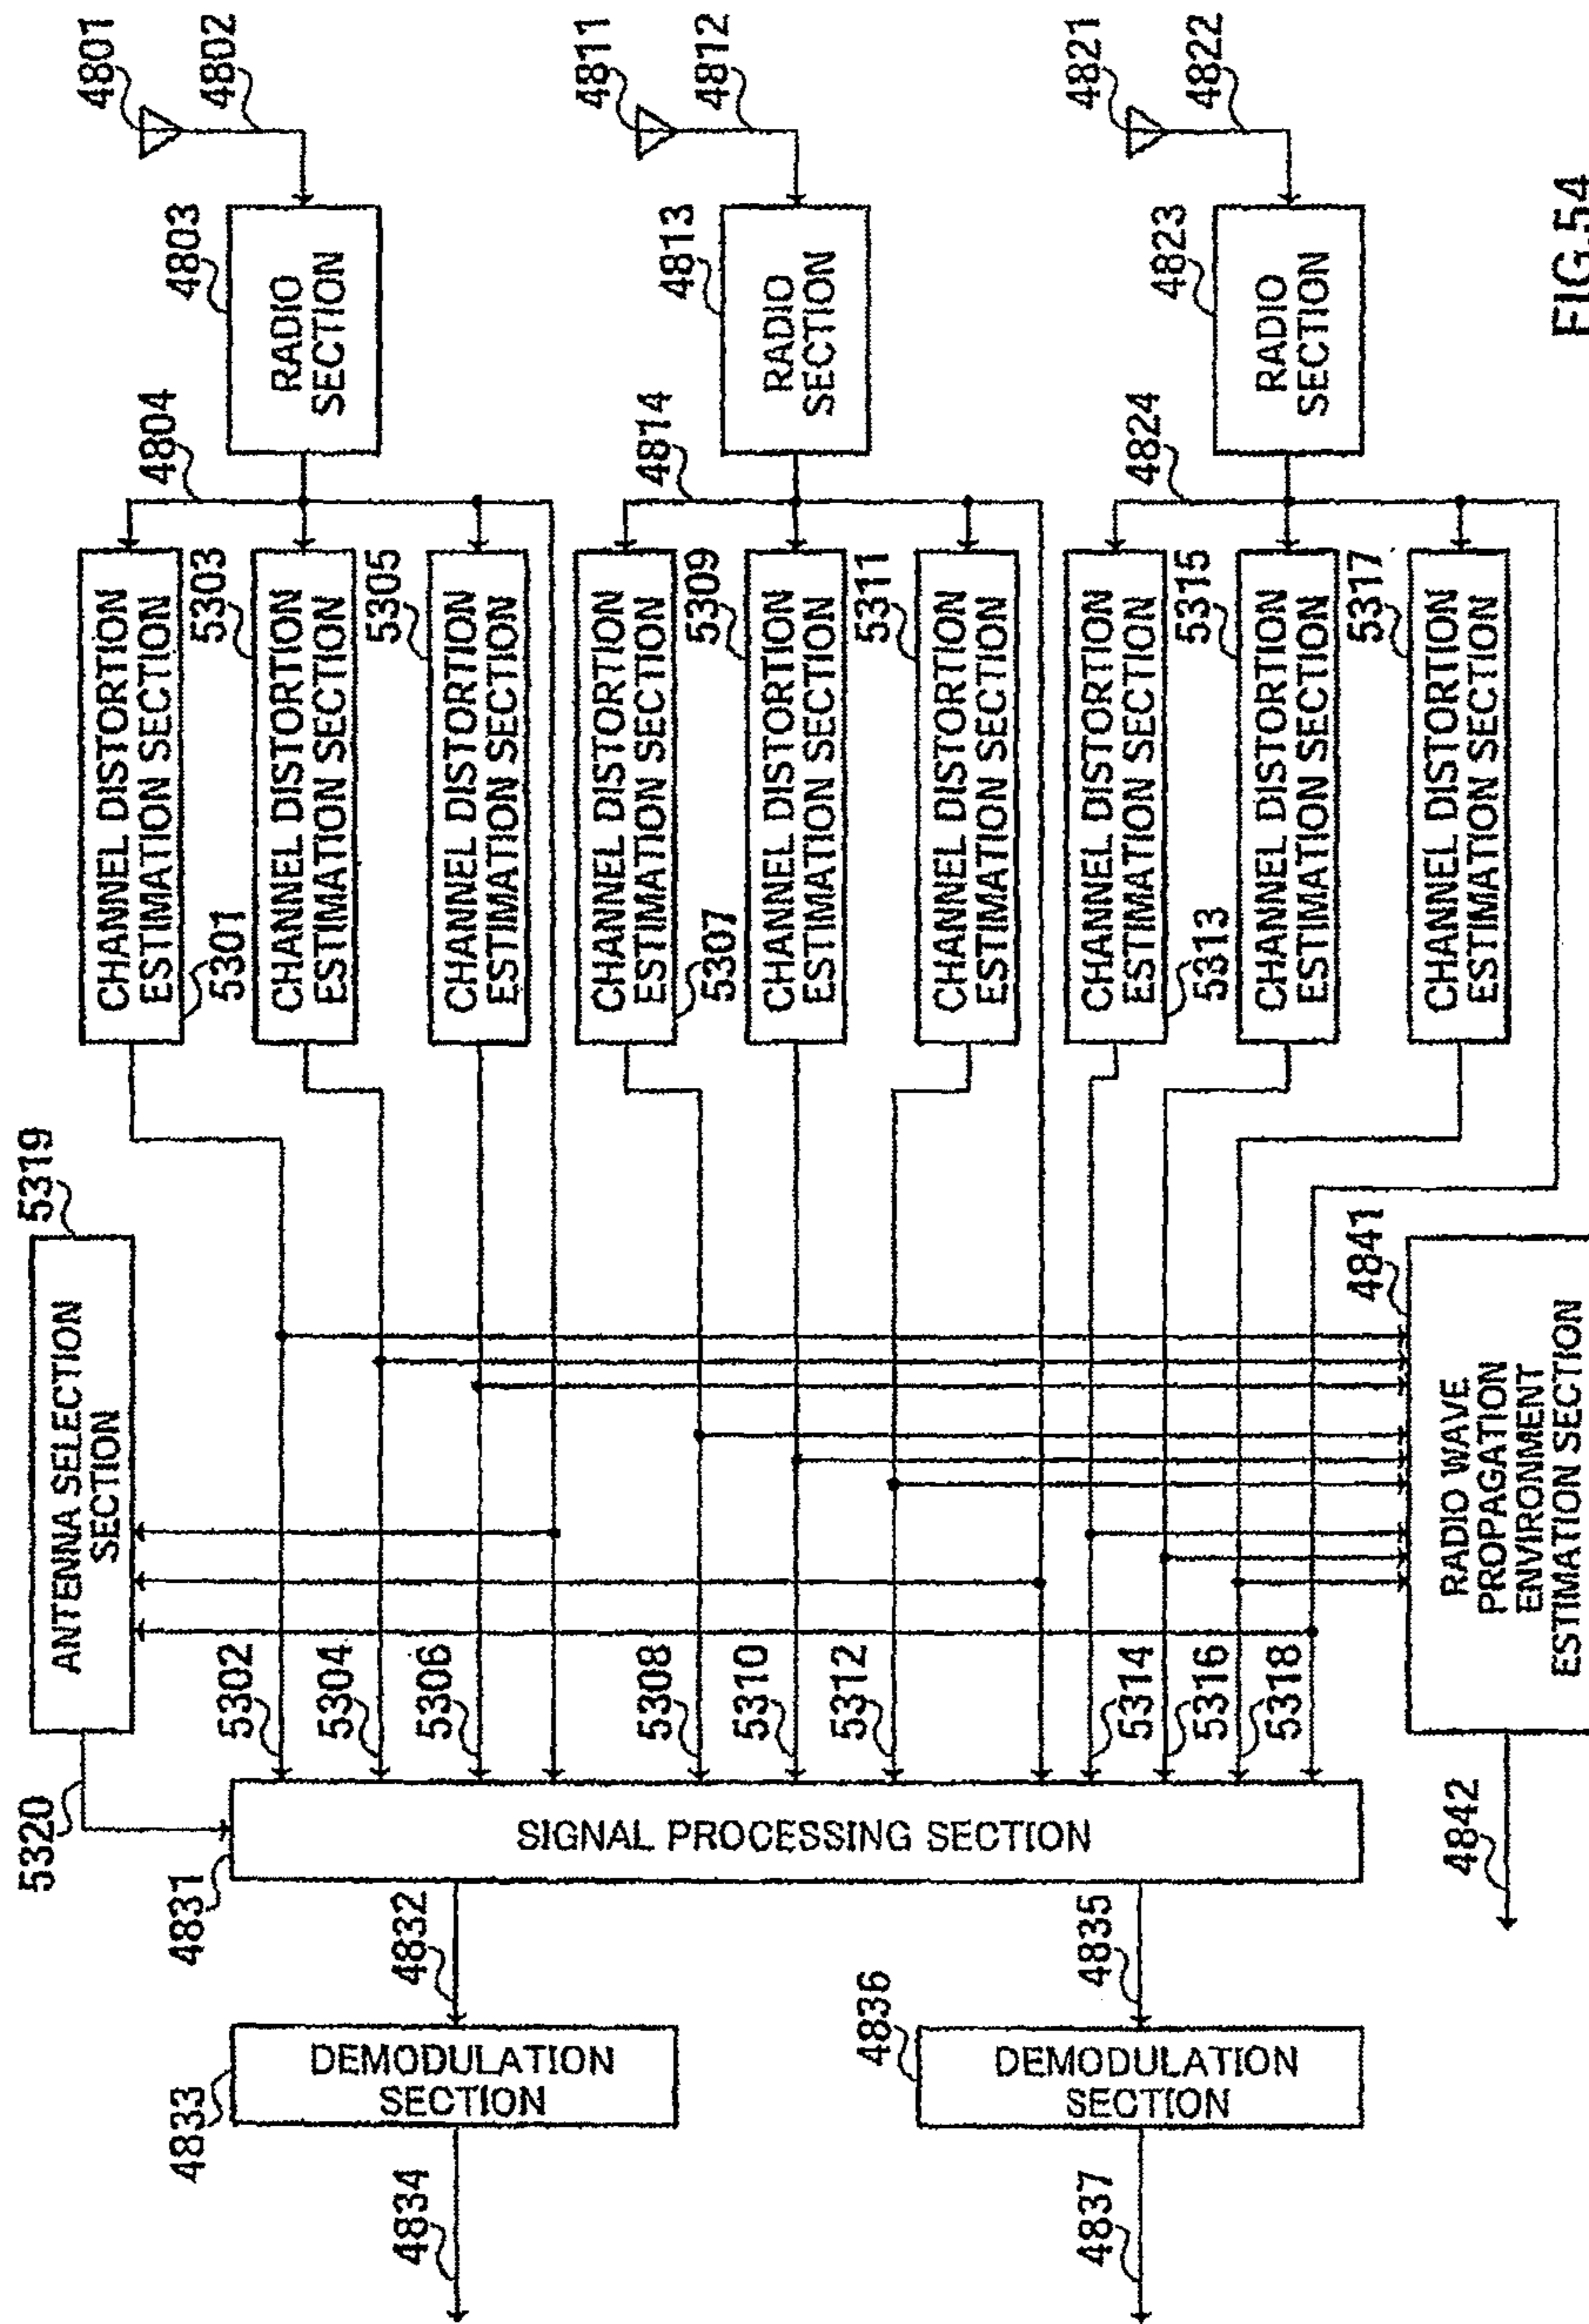 4801
4802
4803
RADIO
SECTION
4804
CHANNEL DISTORTION
ESTIMATION SECTION
5301
5303
CHANNEL DISTORTION
ESTIMATION SECTION
5305
CHANNEL DISTORTION
ESTIMATION SECTION
4811
4812
4813
RADIO
SECTION
4814
CHANNEL DISTORTION
ESTIMATION SECTION
5307
5309
CHANNEL DISTORTION
ESTIMATION SECTION
5311
CHANNEL DISTORTION
ESTIMATION SECTION
4821
4822
4823
RADIO
SECTION
4824
CHANNEL DISTORTION
ESTIMATION SECTION
5313
5315
CHANNEL DISTORTION
ESTIMATION SECTION
5317
CHANNEL DISTORTION
ESTIMATION SECTION
5319
ANTENNA SELECTION
SECTION
5320
5302
5304
5306
5308
5310
5312
5314
5316
5318
4841
RADIO WAVE
PROPAGATION
ENVIRONMENT
ESTIMATION SECTION
4842
4831
SIGNAL PROCESSING SECTION
4832
4833
DEMODULATION
SECTION
4834
4835
4836
DEMODULATION
SECTION
4837
FIG.54